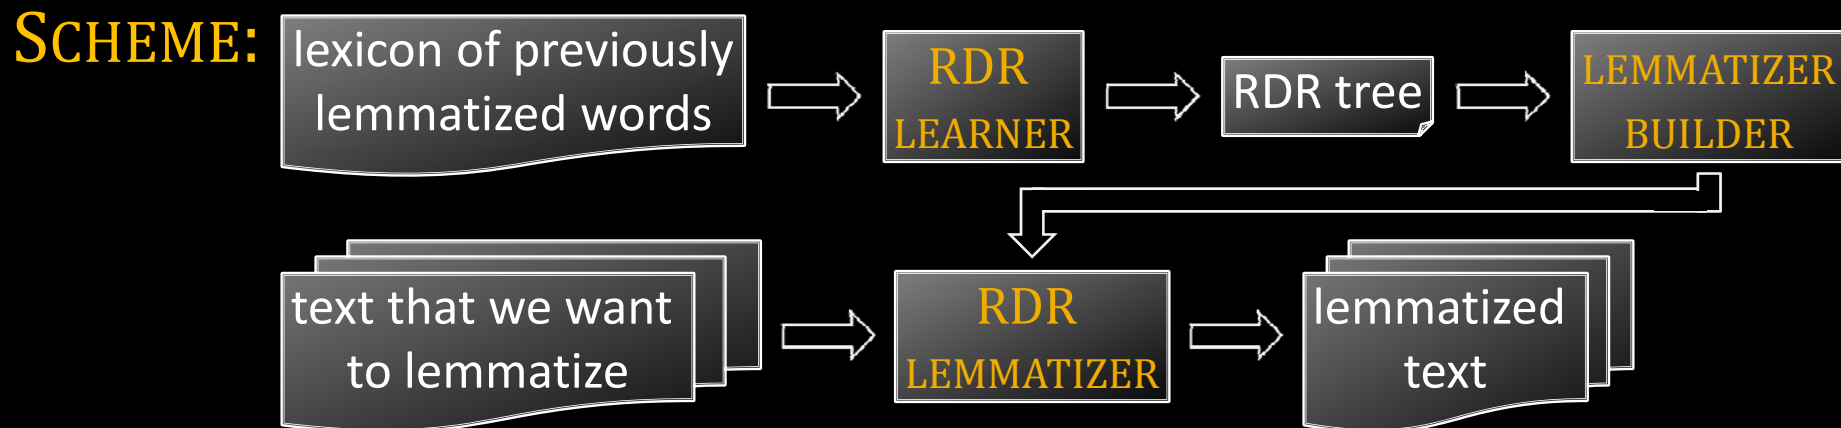 SCHEME:
lexicon of previously
lemmatized words
RDR
LEARNER
RDR tree
LEMMATIZER
BUILDER
text that we want
to lemmatize
RDR
LEMMATIZER
lemmatized
text